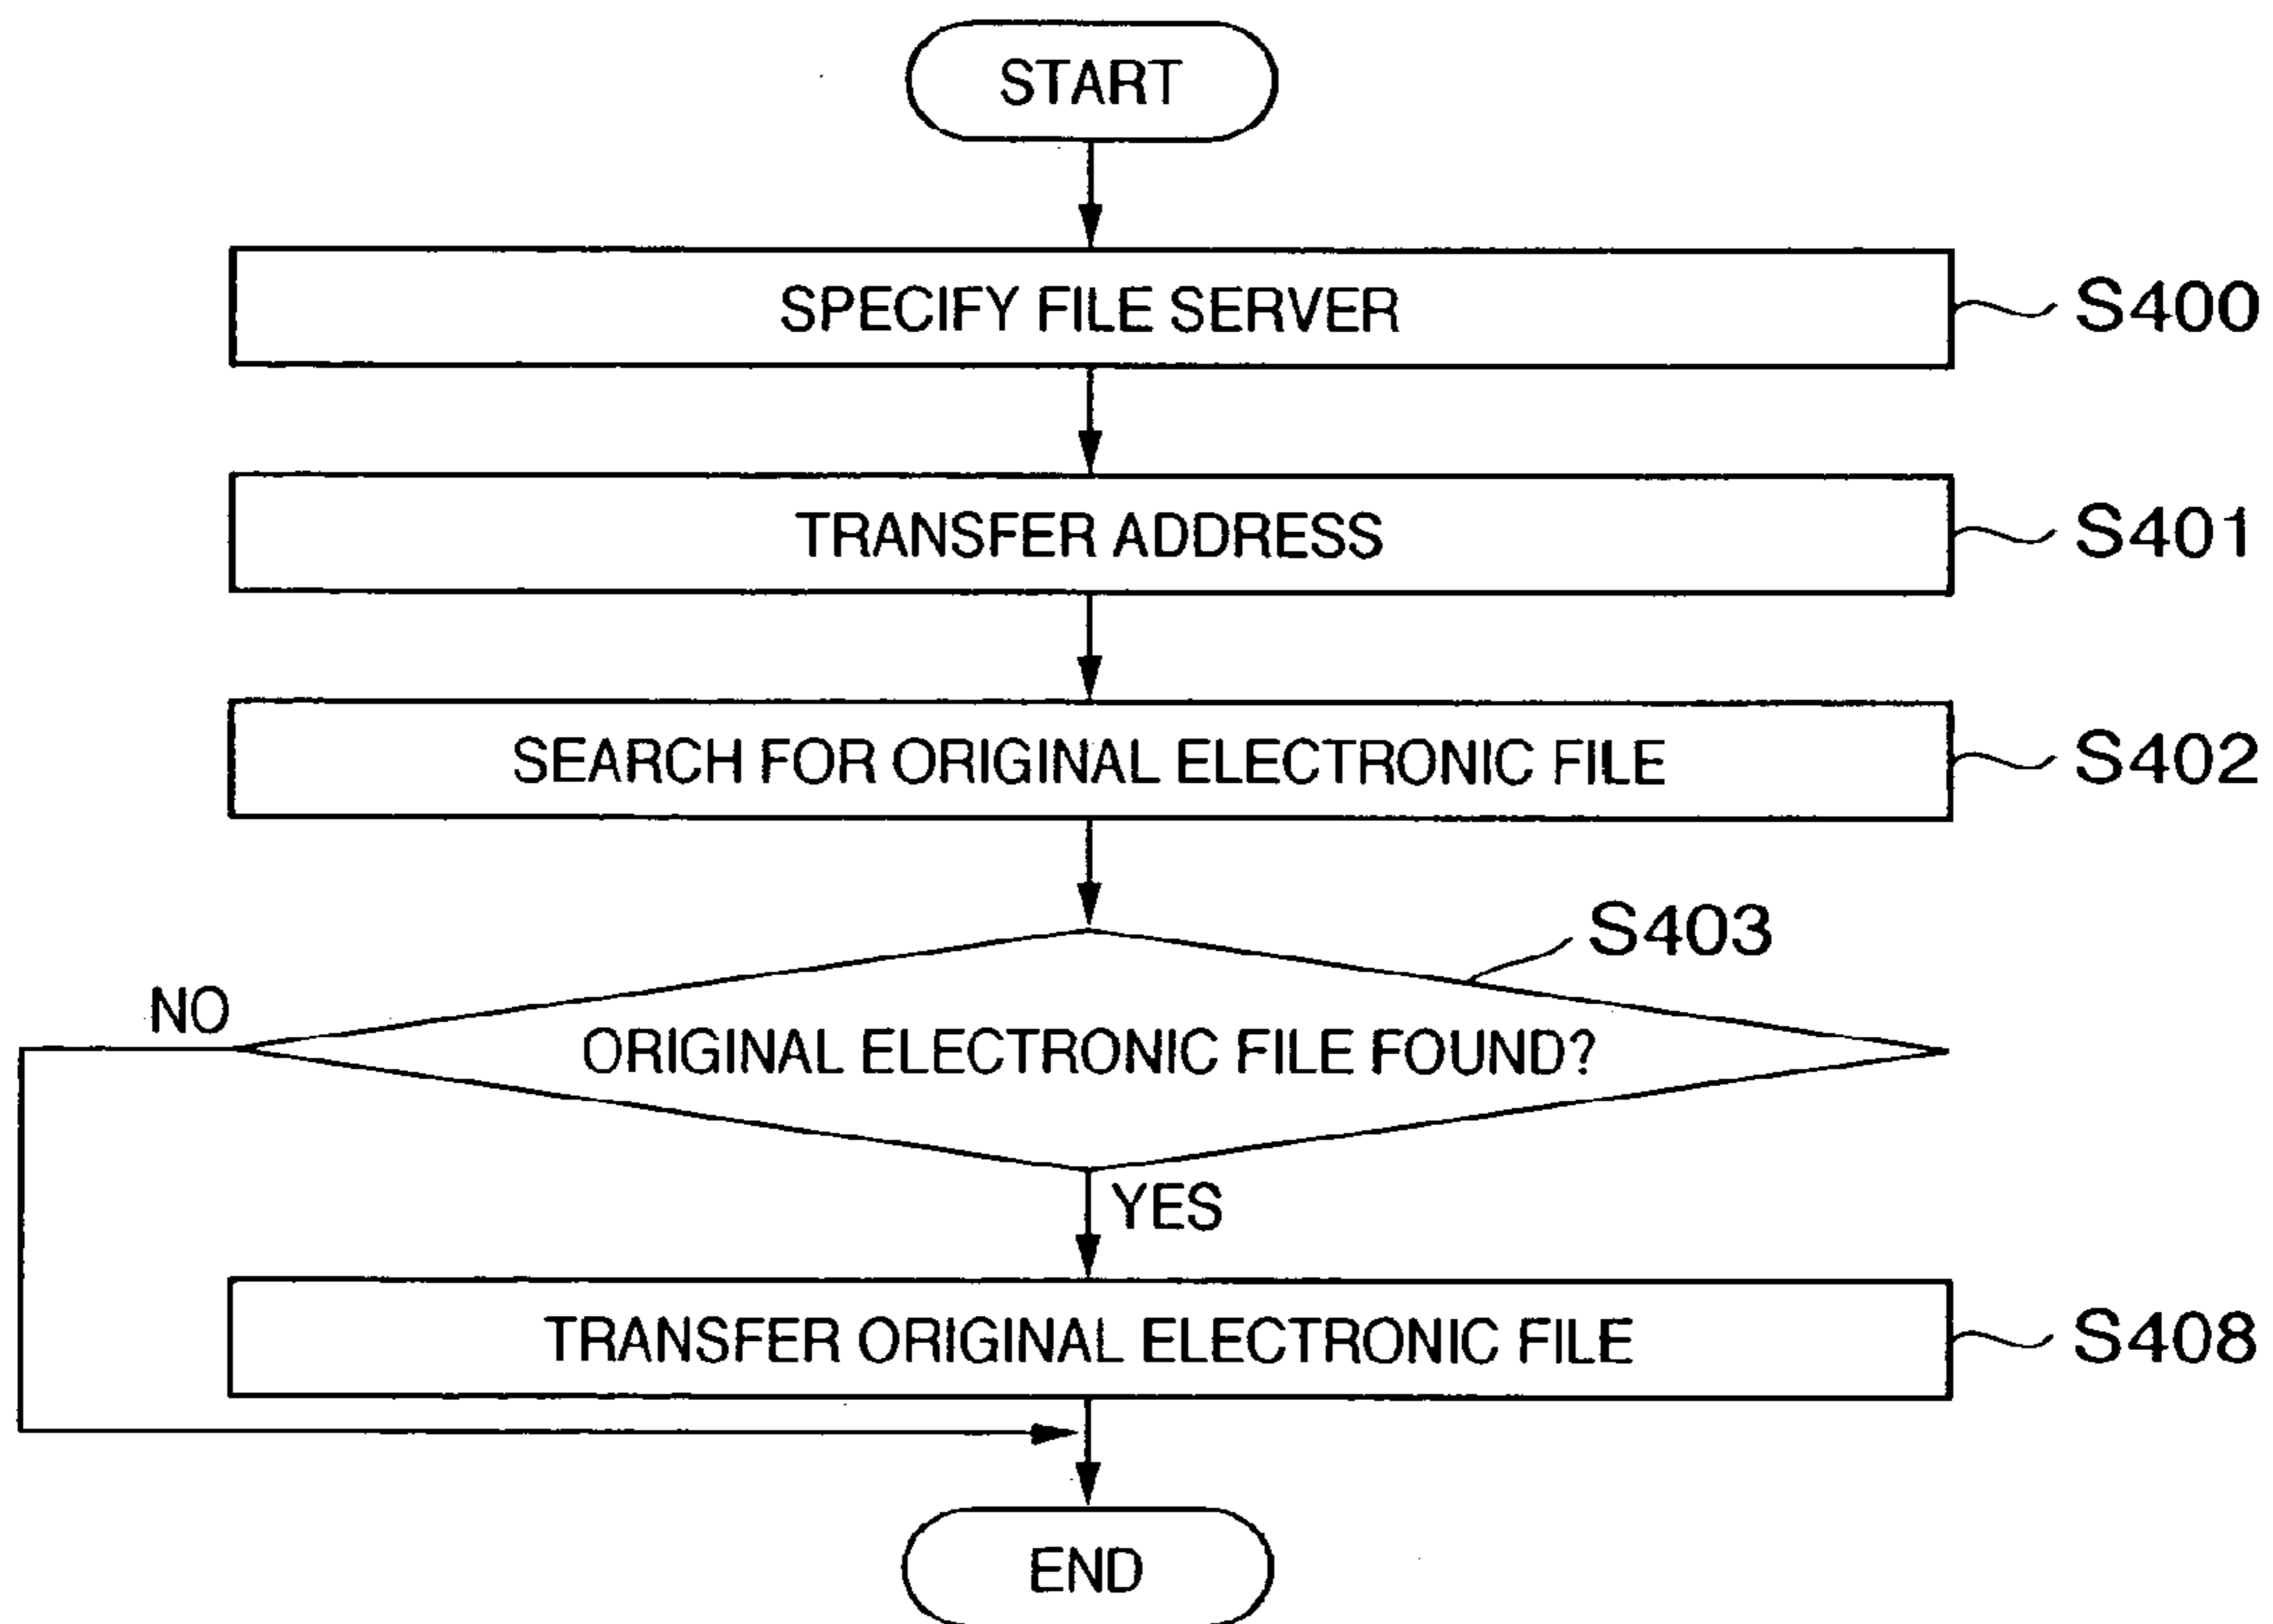 START
SPECIFY FILE SERVER
S400
TRANSFER ADDRESS
S401
SEARCH FOR ORIGINAL ELECTRONIC FILE
S402
S403
NO
ORIGINAL ELECTRONIC FILE FOUND?
YES
TRANSFER ORIGINAL ELECTRONIC FILE
S408
END